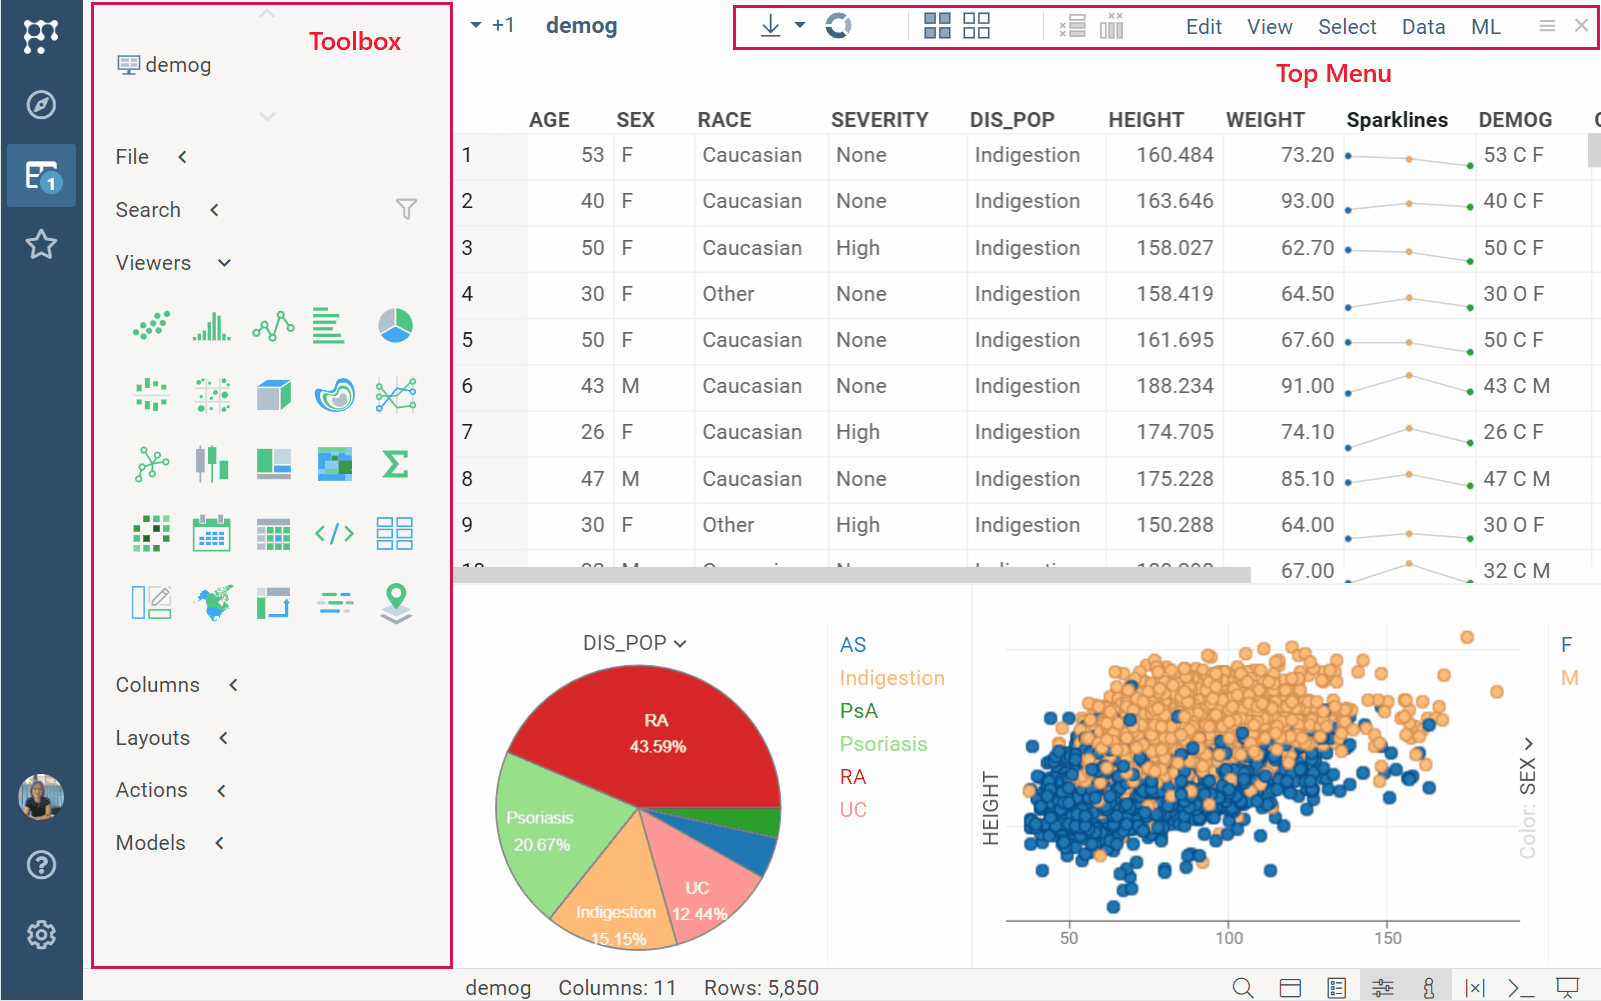 Toolbox
+1 demog
Edit View Select Data ML
Top Menu
demog
File
Search
Viewers
Columns
Layouts
Actions
Models
1
AGE SEX RACE SEVERITY DIS_POP HEIGHT WEIGHT Sparklines DEMOG
1 53 F Caucasian None Indigestion 160.484 73.20 53 C F
2 40 F Caucasian None Indigestion 163.646 93.00 40 C F
3 50 F Caucasian High Indigestion 158.027 62.70 50 C F
4 30 F Other None Indigestion 158.419 64.50 30 O F
5 50 F Caucasian None Indigestion 161.695 67.60 50 C F
6 43 M Caucasian None Indigestion 188.234 91.00 43 C M
7 26 F Caucasian High Indigestion 174.705 74.10 26 C F
8 47 M Caucasian None Indigestion 175.228 85.10 47 C M
9 30 F Other High Indigestion 150.288 64.00 30 O F
67.00 32 C M
DIS_POP
RA
43.59%
Psoriasis
20.67%
UC
12.44%
Indigestion
15.15%
AS
Indigestion
PsA
Psoriasis
RA
UC
HEIGHT
50 100 150
Color: SEX
F
M
demog Columns: 11 Rows: 5,850